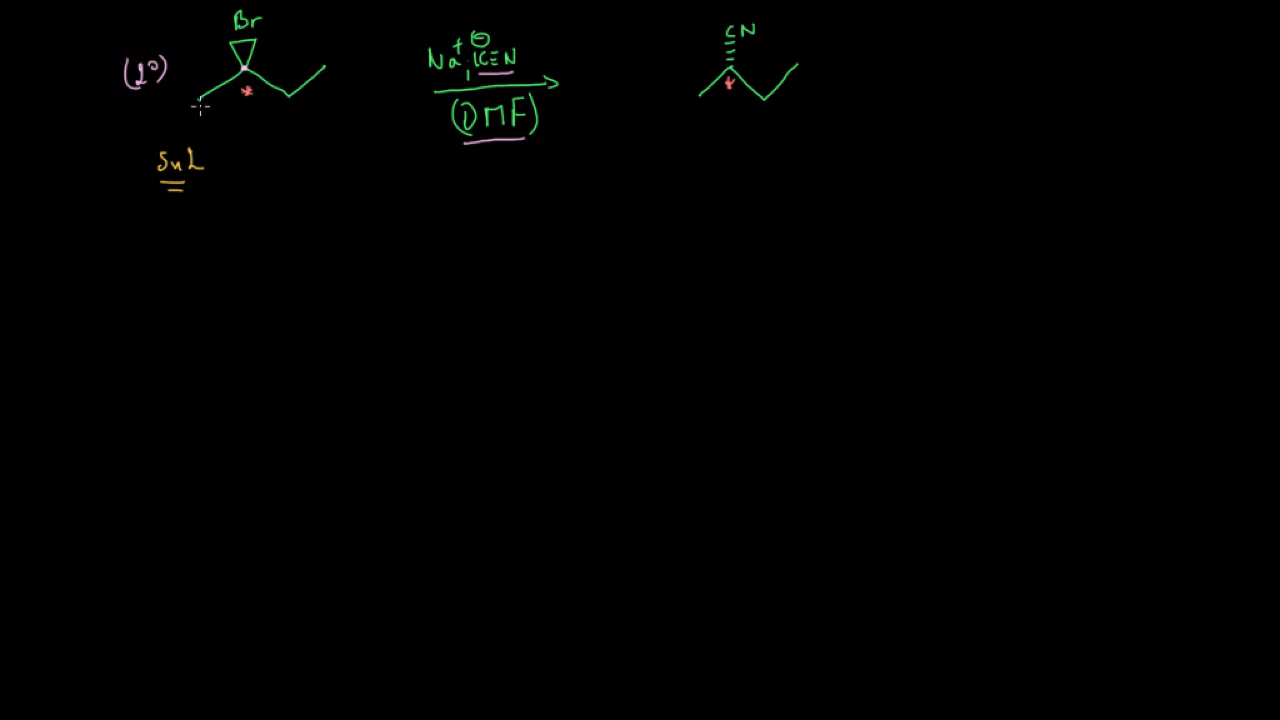 Br
(2°)
Na⁺ ⊖:C≡N
(DMF)
CN
*
*
Sn2